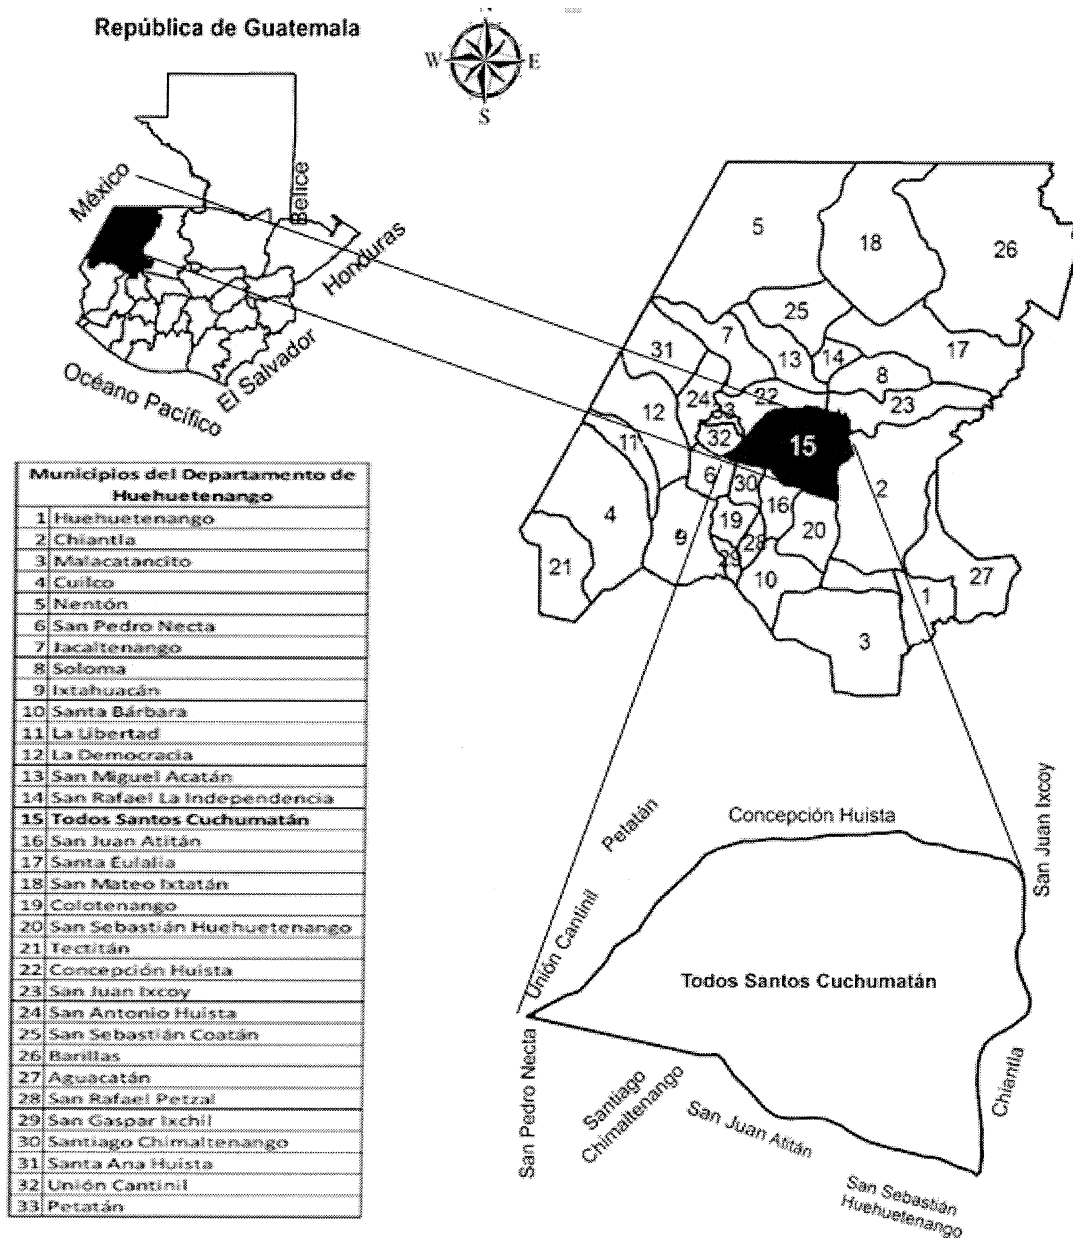 República de Guatemala
W
E
S
México
Belice
Honduras
El Salvador
Océano Pacífico
5
18
26
25
7
13
14
17
31
8
24
22
23
33
12
32
15
11
6
30
2
4
16
9
19
20
28
21
29
10
27
1
3
Municipios del Departamento de
Huehuetenango
1 Huehuetenango
2 Chiantla
3 Malacatancito
4 Cuilco
5 Nentón
6 San Pedro Necta
7 Jacaltenango
8 Soloma
9 Ixtahuacán
10 Santa Bárbara
11 La Libertad
12 La Democracia
13 San Miguel Acatán
14 San Rafael La Independencia
15 Todos Santos Cuchumatán
16 San Juan Atitán
17 Santa Eulalia
18 San Mateo Ixtatán
19 Colotenango
20 San Sebastián Huehuetenango
21 Tectitán
22 Concepción Huista
23 San Juan Ixcoy
24 San Antonio Huista
25 San Sebastián Coatán
26 Barillas
27 Aguacatán
28 San Rafael Petzal
29 San Gaspar Ixchil
30 Santiago Chimaltenango
31 Santa Ana Huista
32 Unión Cantinil
33 Petatán
Concepción Huista
Petatán
San Juan Ixcoy
Unión Cantinil
Todos Santos Cuchumatán
San Pedro Necta
Santiago
Chimaltenango
San Juan Atitán
Chiantla
San Sebastián
Huehuetenango